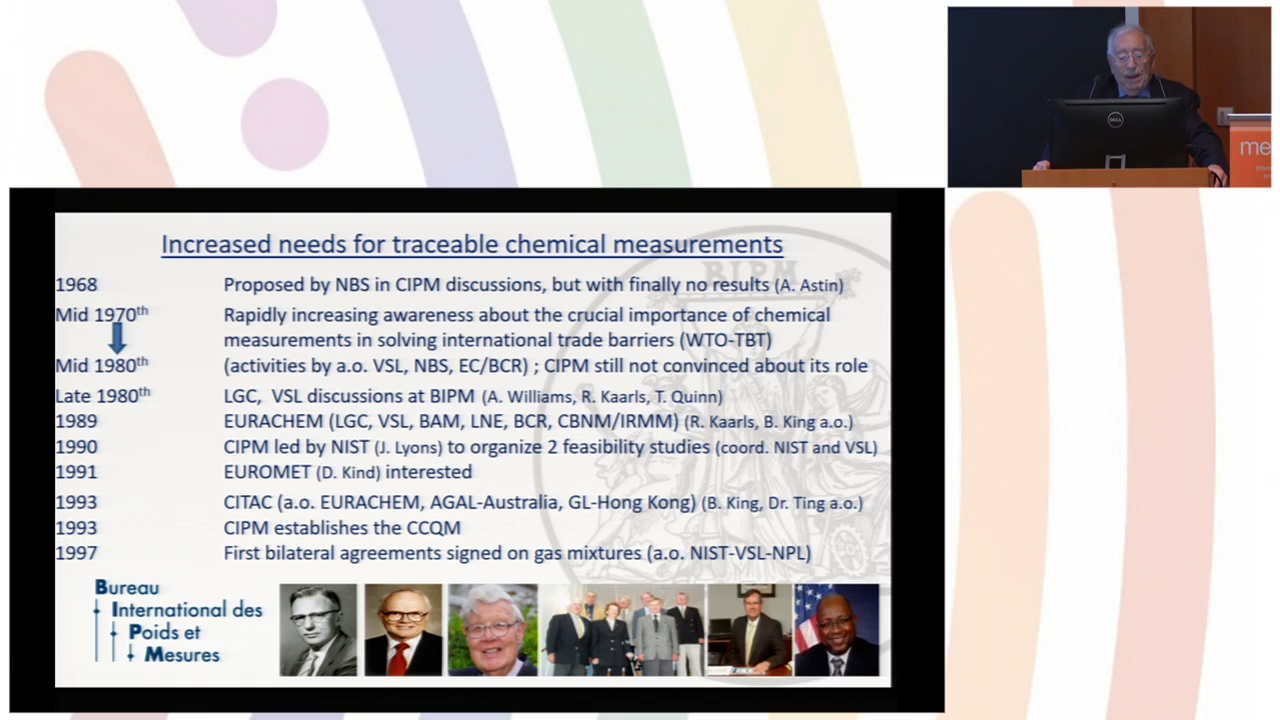 Increased needs for traceable chemical measurements
1968 Proposed by NBS in CIPM discussions, but with finally no results (A. Astin)
Mid 1970th Rapidly increasing awareness about the crucial importance of chemical
measurements in solving international trade barriers (WTO-TBT)
Mid 1980th (activities by a.o. VSL, NBS, EC/BCR) ; CIPM still not convinced about its role
Late 1980th LGC, VSL discussions at BIPM (A. Williams, R. Kaarls, T. Quinn)
1989 EURACHEM (LGC, VSL, BAM, LNE, BCR, CBNM/IRMM) (R. Kaarls, B. King a.o.)
1990 CIPM led by NIST (J. Lyons) to organize 2 feasibility studies (coord. NIST and VSL)
1991 EUROMET (D. Kind) interested
1993 CITAC (a.o. EURACHEM, AGAL-Australia, GL-Hong Kong) (B. King, Dr. Ting a.o.)
1993 CIPM establishes the CCQM
1997 First bilateral agreements signed on gas mixtures (a.o. NIST-VSL-NPL)
Bureau
International des
Poids et
Mesures
BIPM
DELL
me